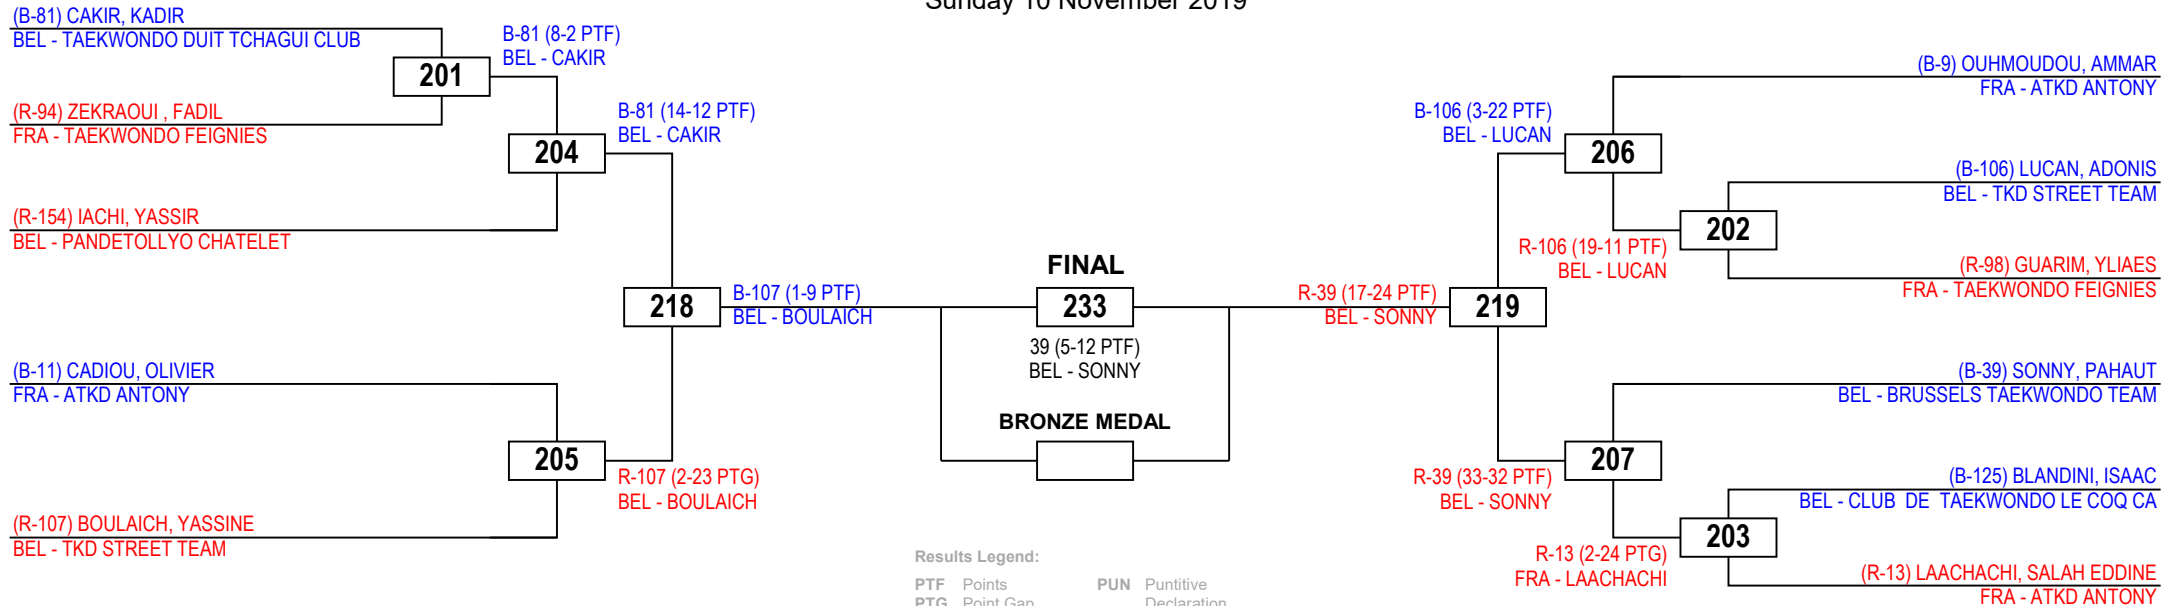 Sunday 10 November 2019
(B-81) CAKIR, KADIR
BEL - TAEKWONDO DUIT TCHAGUI CLUB
201
B-81 (8-2 PTF)
BEL - CAKIR
(R-94) ZEKRAOUI , FADIL
FRA - TAEKWONDO FEIGNIES
204
B-81 (14-12 PTF)
BEL - CAKIR
(R-154) IACHI, YASSIR
BEL - PANDETOLLYO CHATELET
218
B-107 (1-9 PTF)
BEL - BOULAICH
(B-11) CADIOU, OLIVIER
FRA - ATKD ANTONY
205
R-107 (2-23 PTG)
BEL - BOULAICH
(R-107) BOULAICH, YASSINE
BEL - TKD STREET TEAM
FINAL
233
39 (5-12 PTF)
BEL - SONNY
BRONZE MEDAL
(B-9) OUHMOUDOU, AMMAR
FRA - ATKD ANTONY
B-106 (3-22 PTF)
BEL - LUCAN
206
(B-106) LUCAN, ADONIS
BEL - TKD STREET TEAM
202
R-106 (19-11 PTF)
BEL - LUCAN
(R-98) GUARIM, YLIAES
FRA - TAEKWONDO FEIGNIES
R-39 (17-24 PTF)
BEL - SONNY
219
(B-39) SONNY, PAHAUT
BEL - BRUSSELS TAEKWONDO TEAM
207
R-39 (33-32 PTF)
BEL - SONNY
(B-125) BLANDINI, ISAAC
BEL - CLUB DE TAEKWONDO LE COQ CA
203
R-13 (2-24 PTG)
FRA - LAACHACHI
(R-13) LAACHACHI, SALAH EDDINE
FRA - ATKD ANTONY
Results Legend:
PTF Points PUN Puntitive
PTG Point Gap Declaration